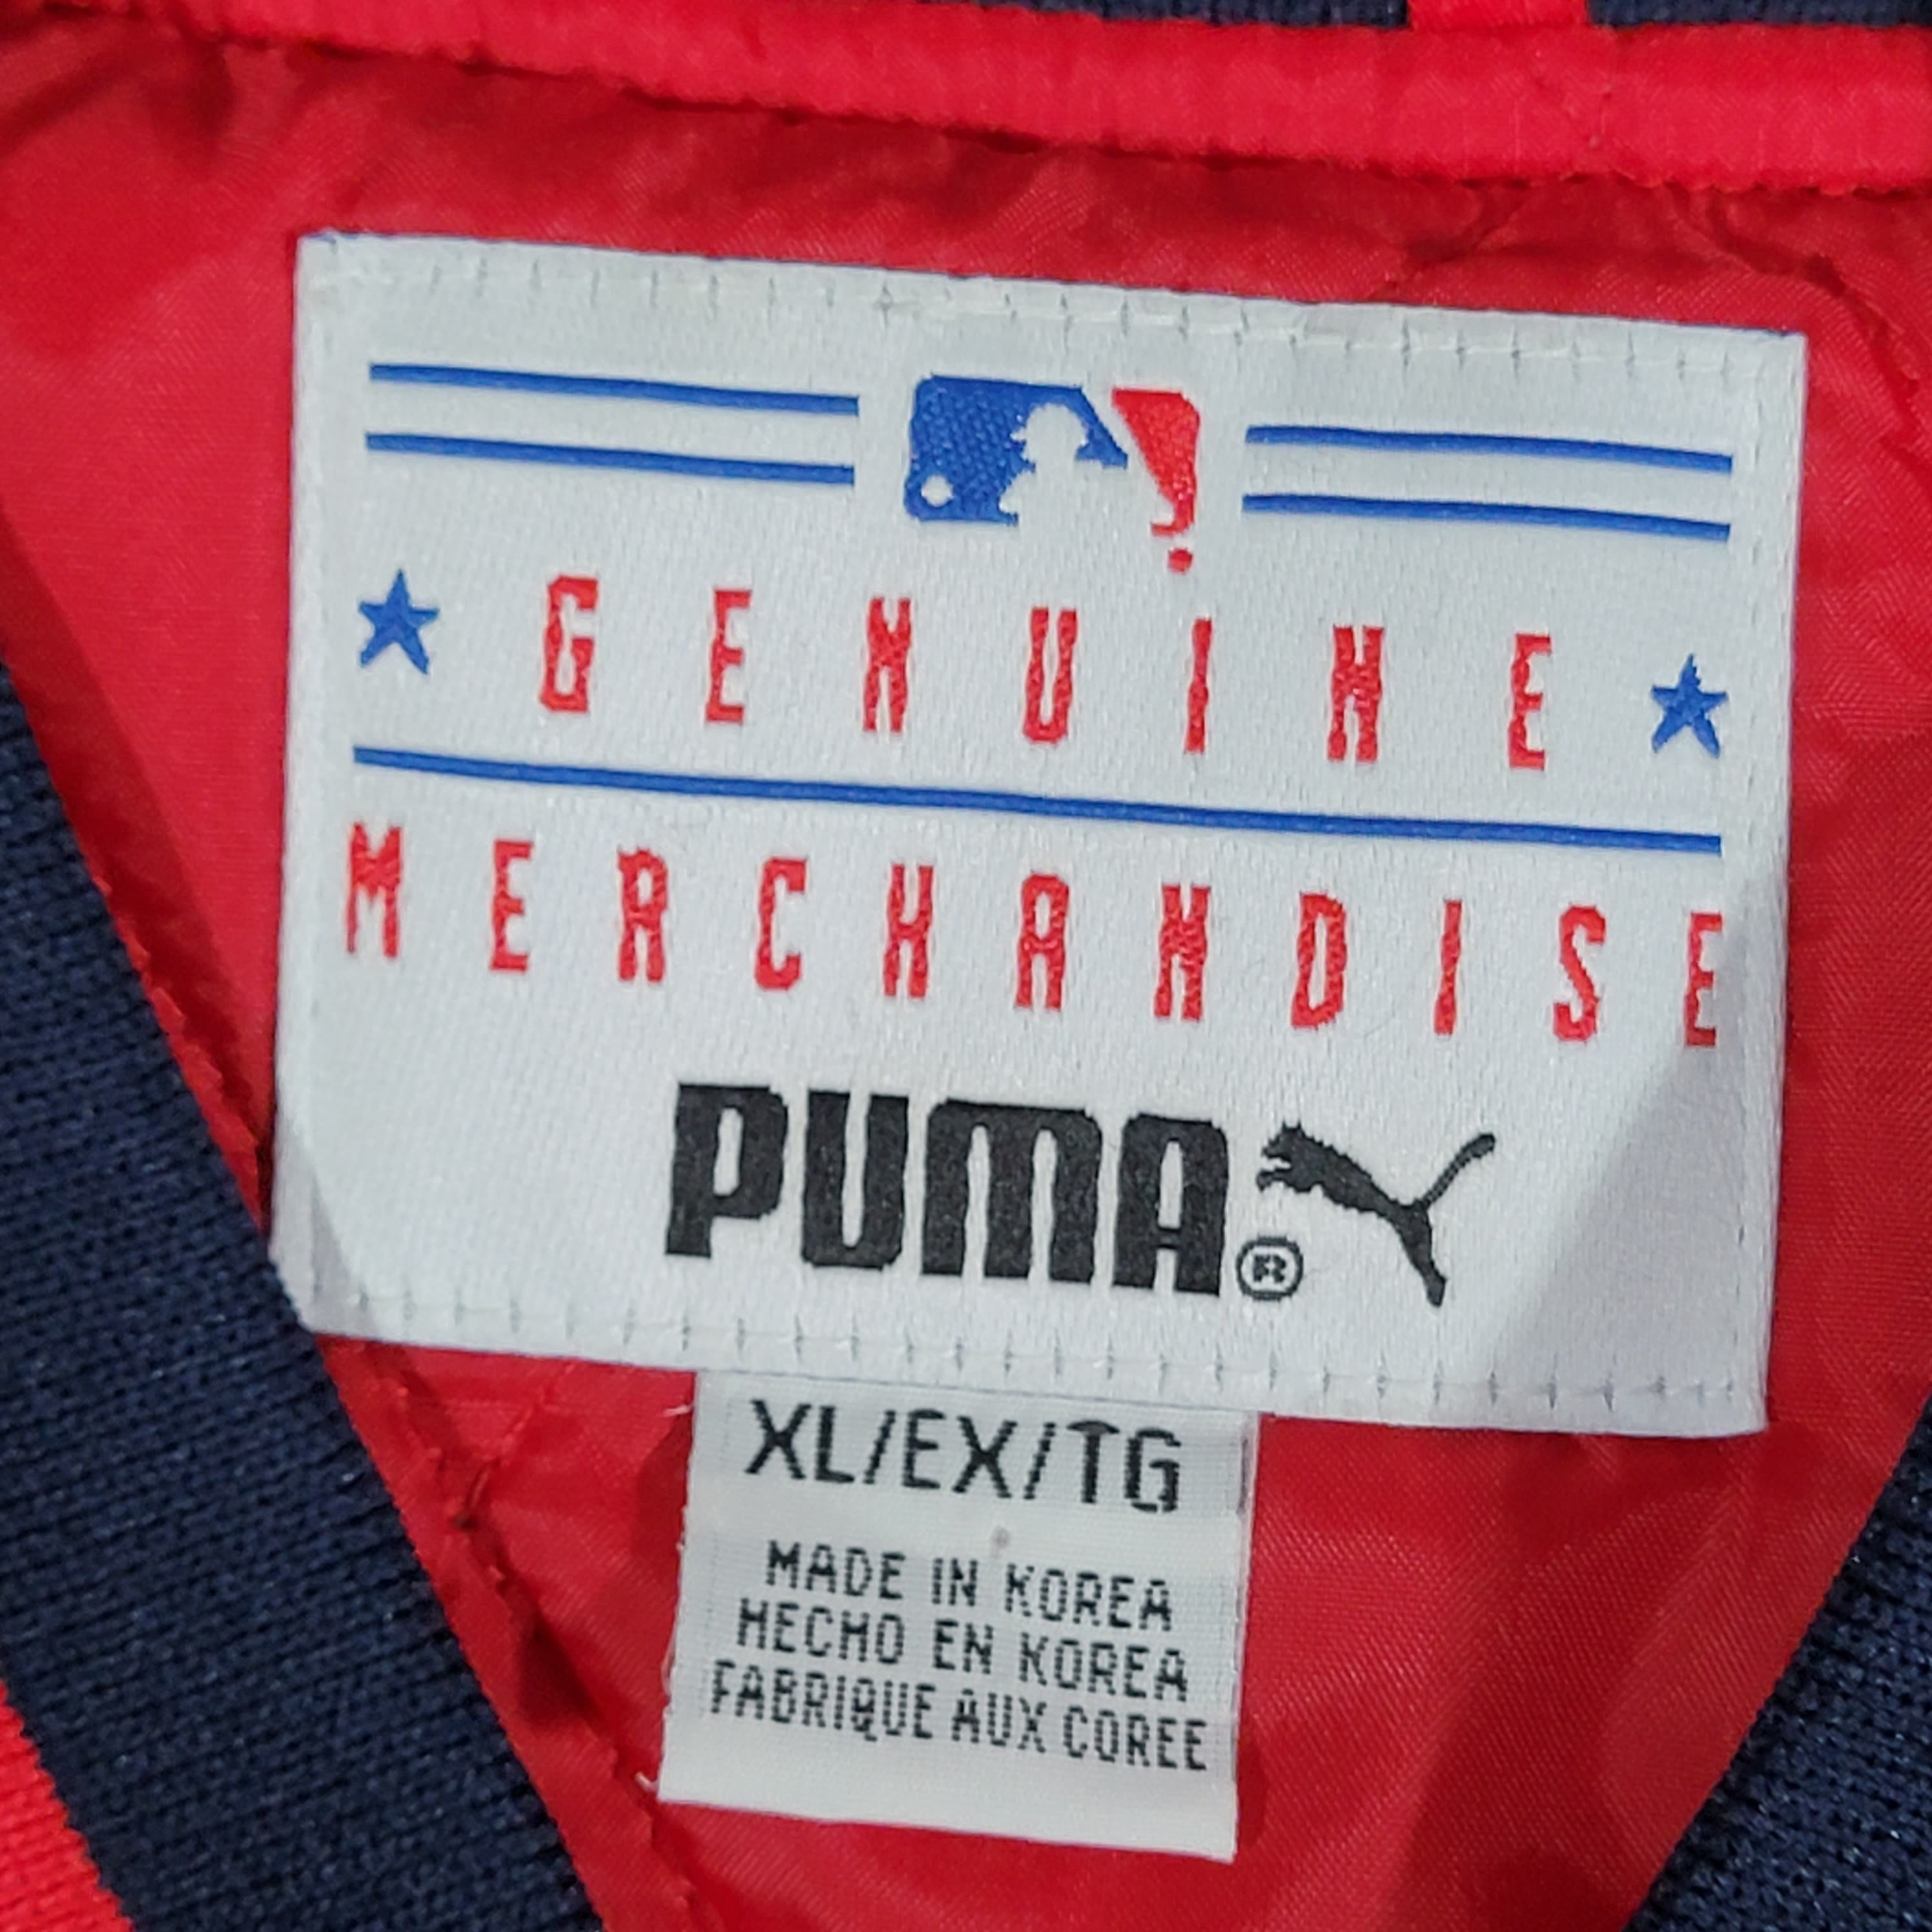 GENUINE
MERCHANDISE
PUMA®
XL/EX/TG
MADE IN KOREA
HECHO EN KOREA
FABRIQUE AUX COREE